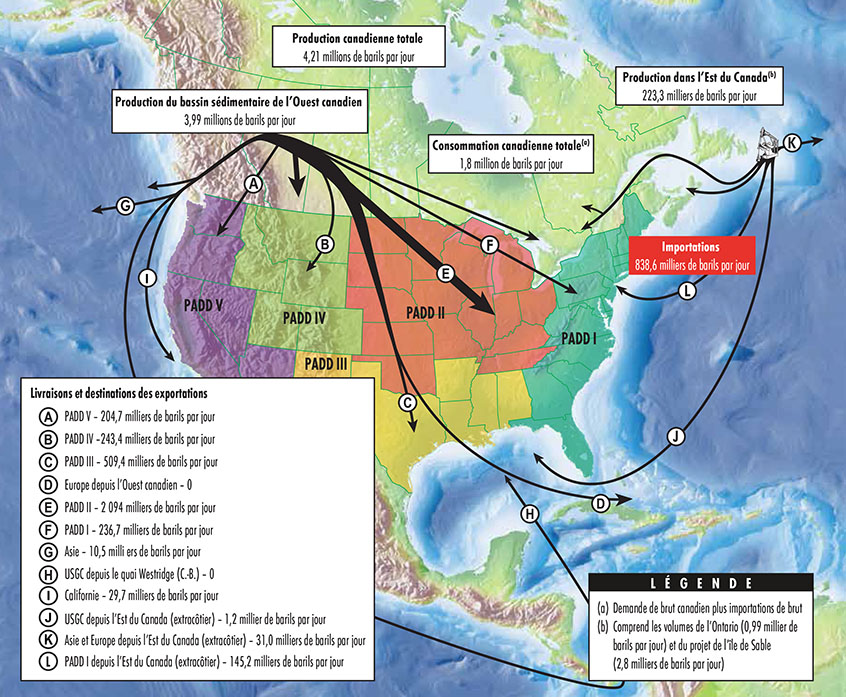 Production canadienne totale
4,21 millions de barils par jour
Production dans l'Est du Canada(b)
223,3 milliers de barils par jour
Production du bassin sédimentaire de l'Ouest canadien
3,99 millions de barils par jour
Consommation canadienne totale(a)
1,8 million de barils par jour
K
A
G
B
F
Importations
838,6 milliers de barils par jour
E
I
L
PADD V
PADD IV
PADD II
PADD I
PADD III
C
J
D
H
Livraisons et destinations des exportations
A PADD V – 204,7 milliers de barils par jour
B PADD IV –243,4 milliers de barils par jour
C PADD III – 509,4 milliers de barils par jour
D Europe depuis l'Ouest canadien – 0
E PADD II – 2 094 milliers de barils par jour
F PADD I – 236,7 milliers de barils par jour
G Asie – 10,5 milli ers de barils par jour
H USGC depuis le quai Westridge (C.-B.) – 0
I Californie – 29,7 milliers de barils par jour
J USGC depuis l'Est du Canada (extracôtier) – 1,2 millier de barils par jour
K Asie et Europe depuis l'Est du Canada (extracôtier) – 31,0 milliers de barils par jour
L PADD I depuis l'Est du Canada (extracôtier) – 145,2 milliers de barils par jour
LÉGENDE
(a) Demande de brut canadien plus importations de brut
(b) Comprend les volumes de l'Ontario (0,99 millier de
barils par jour) et du projet de l'île de Sable
(2,8 milliers de barils par jour)